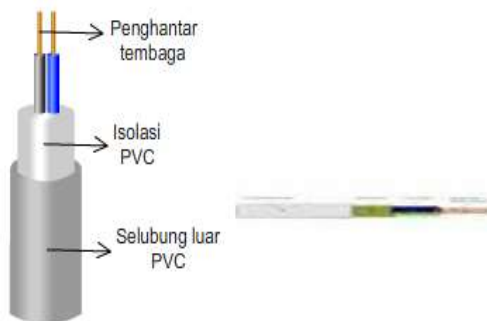 Penghantar
tembaga
Isolasi
PVC
Selubung luar
PVC